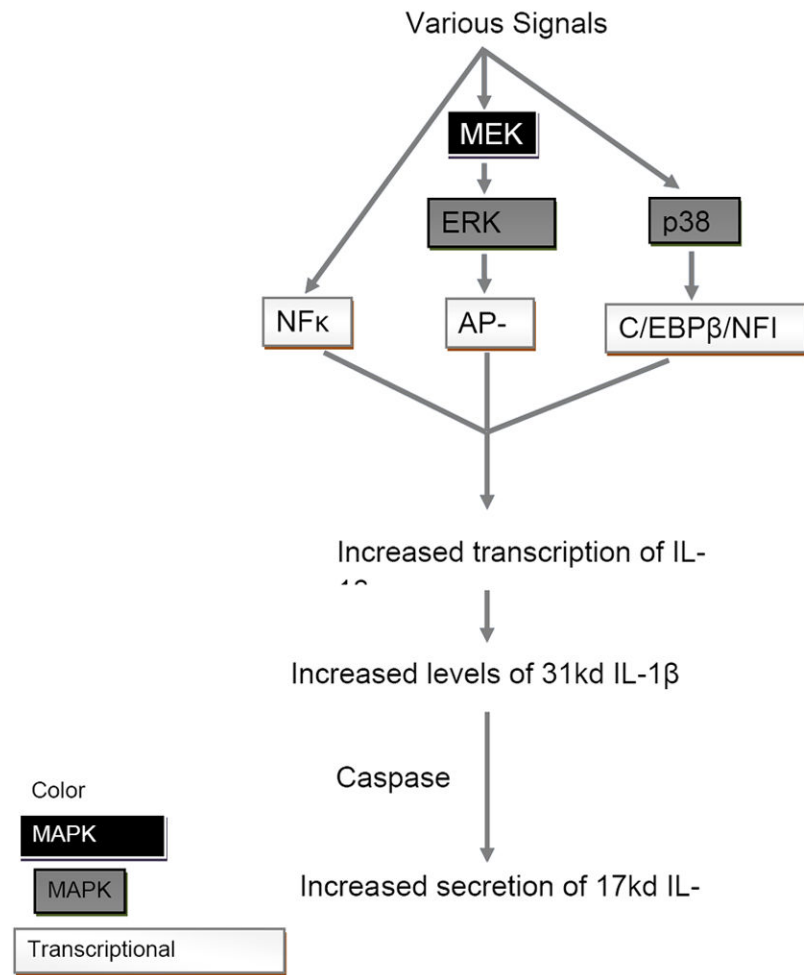 Various Signals
MEK
ERK
p38
NFκ
AP-
C/EBPβ/NFI
Increased transcription of IL-
Increased levels of 31kd IL-1β
Caspase
Increased secretion of 17kd IL-
Color
MAPK
MAPK
Transcriptional